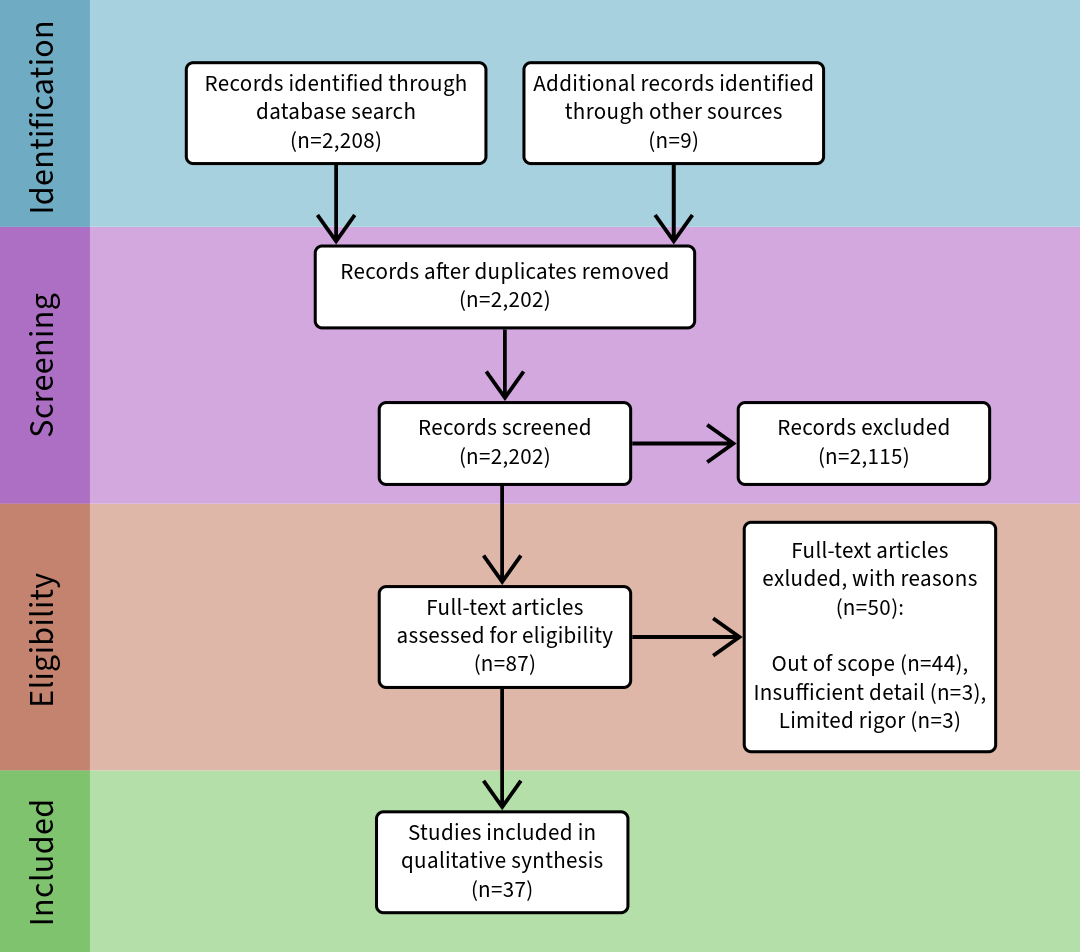 Identification
Records identified through
database search
(n=2,208)
Additional records identified
through other sources
(n=9)
Screening
Records after duplicates removed
(n=2,202)
Records screened
(n=2,202)
Records excluded
(n=2,115)
Eligibility
Full-text articles
assessed for eligibility
(n=87)
Full-text articles
exluded, with reasons
(n=50):
Out of scope (n=44),
Insufficient detail (n=3),
Limited rigor (n=3)
Included
Studies included in
qualitative synthesis
(n=37)